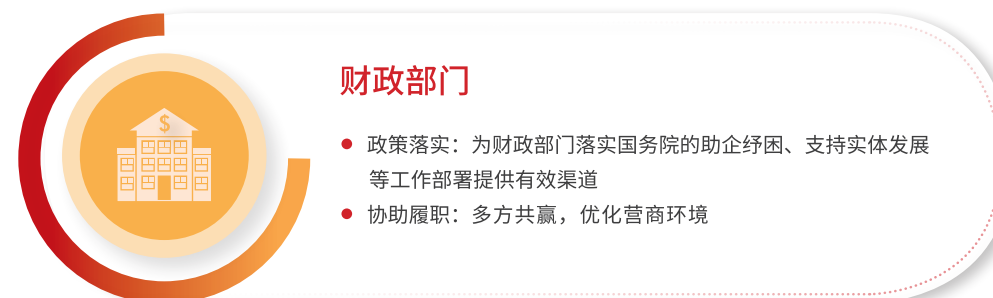 $
财政部门
● 政策落实：为财政部门落实国务院的助企纾困、支持实体发展
等工作部署提供有效渠道
● 协助履职：多方共赢，优化营商环境